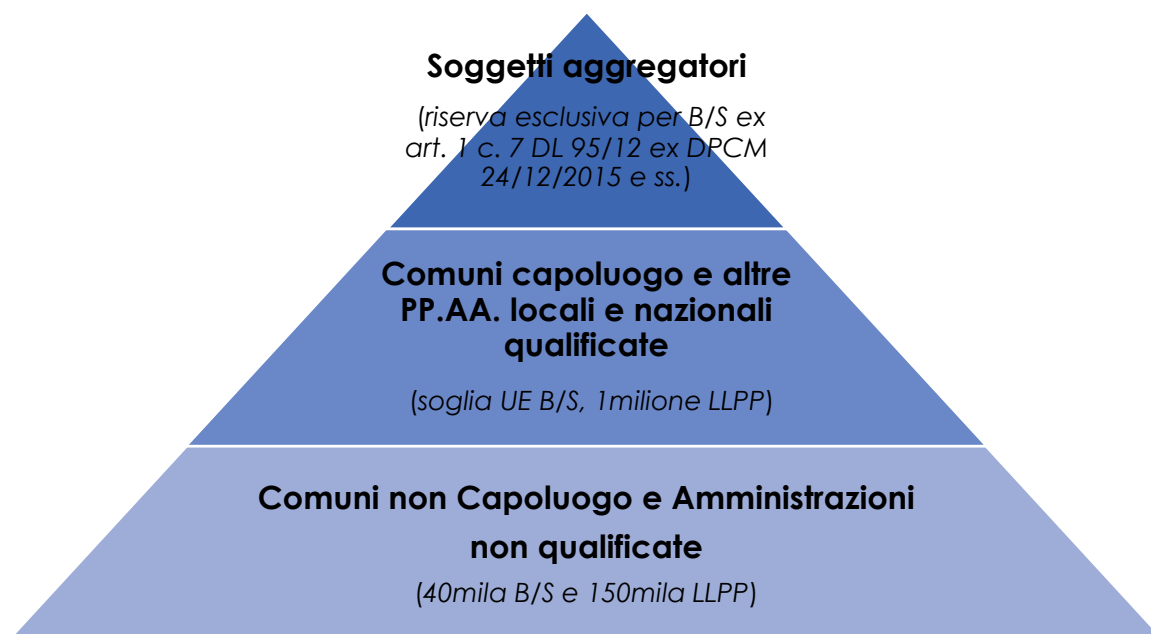 Soggetti aggregatori
(riserva esclusiva per B/S ex
art. 1 c. 7 DL 95/12 ex DPCM
24/12/2015 e ss.)
Comuni capoluogo e altre
PP.AA. locali e nazionali
qualificate
(soglia UE B/S, 1milione LLPP)
Comuni non Capoluogo e Amministrazioni
non qualificate
(40mila B/S e 150mila LLPP)